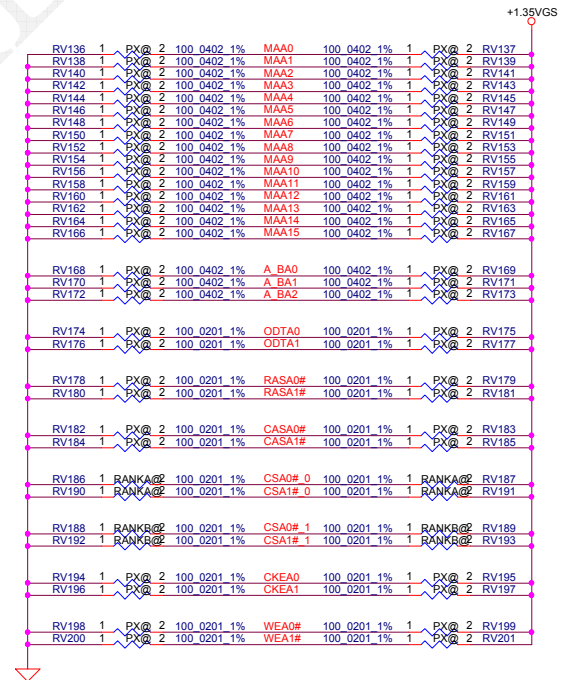 +1.35VGS
RV136 1 PX@ 2 100_0402_1% MAA0 100_0402_1% 1 PX@ 2 RV137
RV138 1 PX@ 2 100_0402_1% MAA1 100_0402_1% 1 PX@ 2 RV139
RV140 1 PX@ 2 100_0402_1% MAA2 100_0402_1% 1 PX@ 2 RV141
RV142 1 PX@ 2 100_0402_1% MAA3 100_0402_1% 1 PX@ 2 RV143
RV144 1 PX@ 2 100_0402_1% MAA4 100_0402_1% 1 PX@ 2 RV145
RV146 1 PX@ 2 100_0402_1% MAA5 100_0402_1% 1 PX@ 2 RV147
RV148 1 PX@ 2 100_0402_1% MAA6 100_0402_1% 1 PX@ 2 RV149
RV150 1 PX@ 2 100_0402_1% MAA7 100_0402_1% 1 PX@ 2 RV151
RV152 1 PX@ 2 100_0402_1% MAA8 100_0402_1% 1 PX@ 2 RV153
RV154 1 PX@ 2 100_0402_1% MAA9 100_0402_1% 1 PX@ 2 RV155
RV156 1 PX@ 2 100_0402_1% MAA10 100_0402_1% 1 PX@ 2 RV157
RV158 1 PX@ 2 100_0402_1% MAA11 100_0402_1% 1 PX@ 2 RV159
RV160 1 PX@ 2 100_0402_1% MAA12 100_0402_1% 1 PX@ 2 RV161
RV162 1 PX@ 2 100_0402_1% MAA13 100_0402_1% 1 PX@ 2 RV163
RV164 1 PX@ 2 100_0402_1% MAA14 100_0402_1% 1 PX@ 2 RV165
RV166 1 PX@ 2 100_0402_1% MAA15 100_0402_1% 1 PX@ 2 RV167
RV168 1 PX@ 2 100_0402_1% A_BA0 100_0402_1% 1 PX@ 2 RV169
RV170 1 PX@ 2 100_0402_1% A_BA1 100_0402_1% 1 PX@ 2 RV171
RV172 1 PX@ 2 100_0402_1% A_BA2 100_0402_1% 1 PX@ 2 RV173
RV174 1 PX@ 2 100_0201_1% ODTA0 100_0201_1% 1 PX@ 2 RV175
RV176 1 PX@ 2 100_0201_1% ODTA1 100_0201_1% 1 PX@ 2 RV177
RV178 1 PX@ 2 100_0201_1% RASA0# 100_0201_1% 1 PX@ 2 RV179
RV180 1 PX@ 2 100_0201_1% RASA1# 100_0201_1% 1 PX@ 2 RV181
RV182 1 PX@ 2 100_0201_1% CASA0# 100_0201_1% 1 PX@ 2 RV183
RV184 1 PX@ 2 100_0201_1% CASA1# 100_0201_1% 1 PX@ 2 RV185
RV186 1 RANKA@ 2 100_0201_1% CSA0#_0 100_0201_1% 1 RANKA@ 2 RV187
RV190 1 RANKA@ 2 100_0201_1% CSA1#_0 100_0201_1% 1 RANKA@ 2 RV191
RV188 1 RANKB@ 2 100_0201_1% CSA0#_1 100_0201_1% 1 RANKB@ 2 RV189
RV192 1 RANKB@ 2 100_0201_1% CSA1#_1 100_0201_1% 1 RANKB@ 2 RV193
RV194 1 PX@ 2 100_0201_1% CKEA0 100_0201_1% 1 PX@ 2 RV195
RV196 1 PX@ 2 100_0201_1% CKEA1 100_0201_1% 1 PX@ 2 RV197
RV198 1 PX@ 2 100_0201_1% WEA0# 100_0201_1% 1 PX@ 2 RV199
RV200 1 PX@ 2 100_0201_1% WEA1# 100_0201_1% 1 PX@ 2 RV201